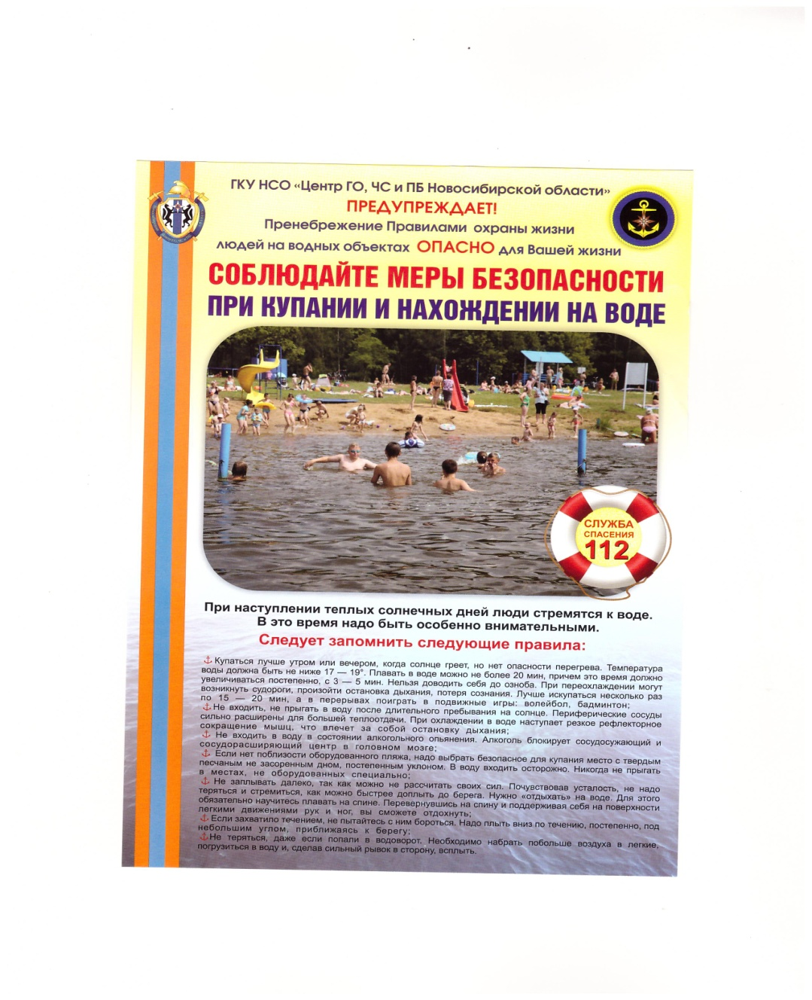 ГКУ НСО «Центр ГО, ЧС и ПБ Новосибирской области»
ПРЕДУПРЕЖДАЕТ!
Пренебрежение Правилами охраны жизни
людей на водных объектах ОПАСНО для Вашей жизни
СОБЛЮДАЙТЕ МЕРЫ БЕЗОПАСНОСТИ
ПРИ КУПАНИИ И НАХОЖДЕНИИ НА ВОДЕ
СЛУЖБА
СПАСЕНИЯ
112
При наступлении теплых солнечных дней люди стремятся к воде.
В это время надо быть особенно внимательными.
Следует запомнить следующие правила:
Купаться лучше утром или вечером, когда солнце греет, но нет опасности перегрева. Температура
воды должна быть не ниже 17 — 19°. Плавать в воде можно не более 20 мин, причем это время должно
увеличиваться постепенно, с 3 — 5 мин. Нельзя доводить себя до озноба. При переохлаждении могут
возникнуть судороги, произойти остановка дыхания, потеря сознания. Лучше искупаться несколько раз
по 15 — 20 мин, а в перерывах поиграть в подвижные игры: волейбол, бадминтон;
Не входить, не прыгать в воду после длительного пребывания на солнце. Периферические сосуды
сильно расширены для большей теплоотдачи. При охлаждении в воде наступает резкое рефлекторное
сокращение мышц, что влечет за собой остановку дыхания;
Не входить в воду в состоянии алкогольного опьянения. Алкоголь блокирует сосудосужающий и
сосудорасширяющий центр в головном мозге;
Если нет поблизости оборудованного пляжа, надо выбрать безопасное для купания место с твердым
песчаным не засоренным дном, постепенным уклоном. В воду входить осторожно. Никогда не прыгать
в местах, не оборудованных специально;
Не заплывать далеко, так как можно не рассчитать своих сил. Почувствовав усталость, не надо
теряться и стремиться, как можно быстрее доплыть до берега. Нужно «отдыхать» на воде. Для этого
обязательно научитесь плавать на спине. Перевернувшись на спину и поддерживая себя на поверхности
легкими движениями рук и ног, вы сможете отдохнуть;
Если захватило течением, не пытайтесь с ним бороться. Надо плыть вниз по течению, постепенно, под
небольшим углом, приближаясь к берегу;
Не теряться, даже если попали в водоворот. Необходимо набрать побольше воздуха в легкие,
погрузиться в воду и, сделав сильный рывок в сторону, всплыть.